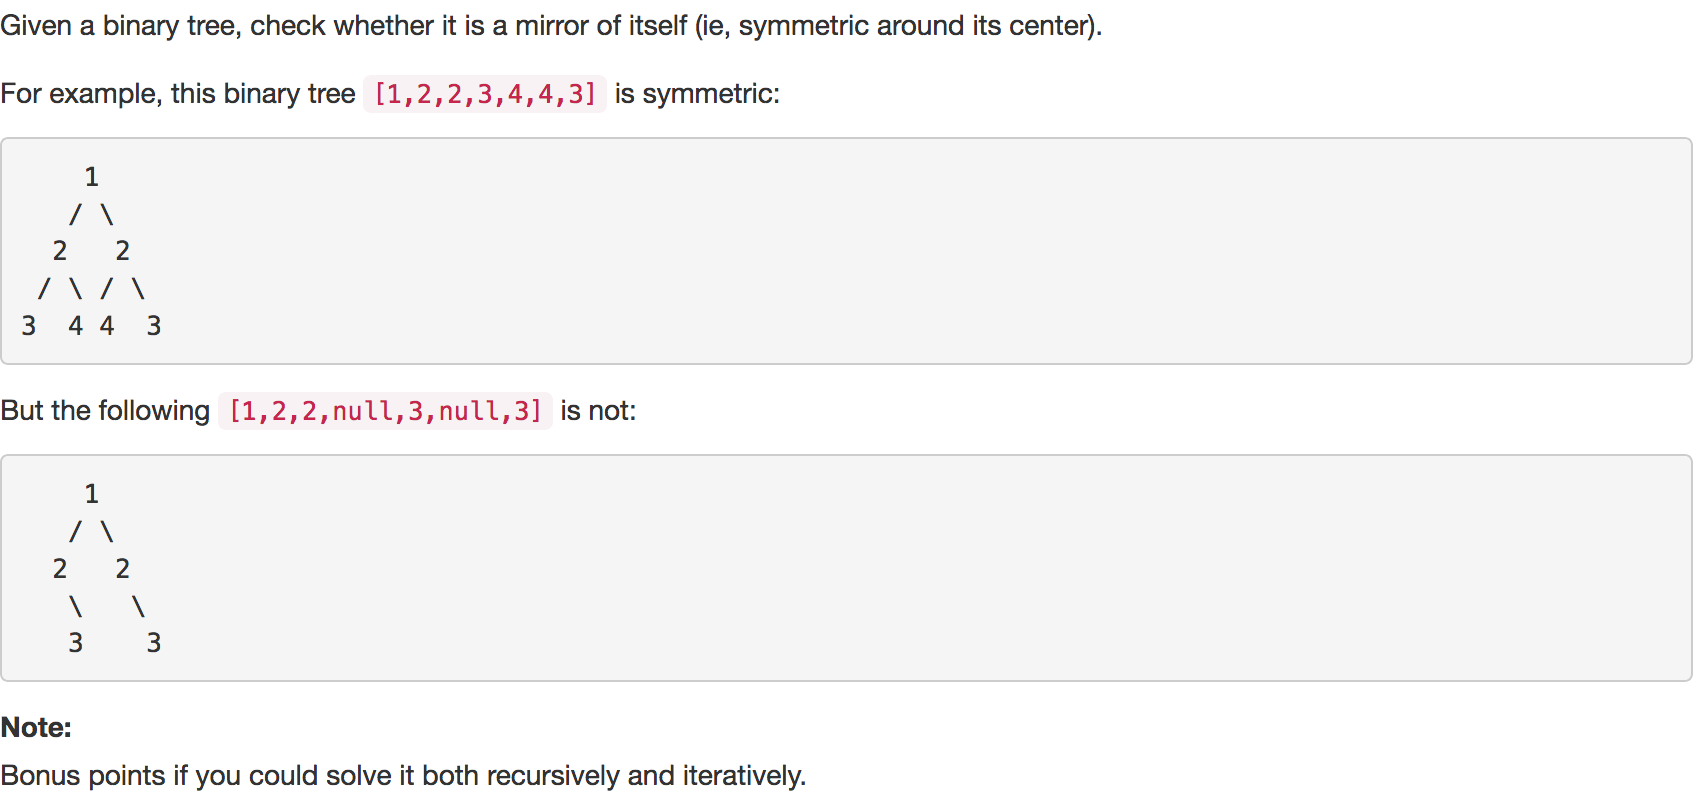 Given a binary tree, check whether it is a mirror of itself (ie, symmetric around its center).
For example, this binary tree [1,2,2,3,4,4,3] is symmetric:
    1
   / \
  2   2
 / \ / \
3  4 4  3
But the following [1,2,2,null,3,null,3] is not:
    1
   / \
  2   2
   \   \
   3    3
Note:
Bonus points if you could solve it both recursively and iteratively.